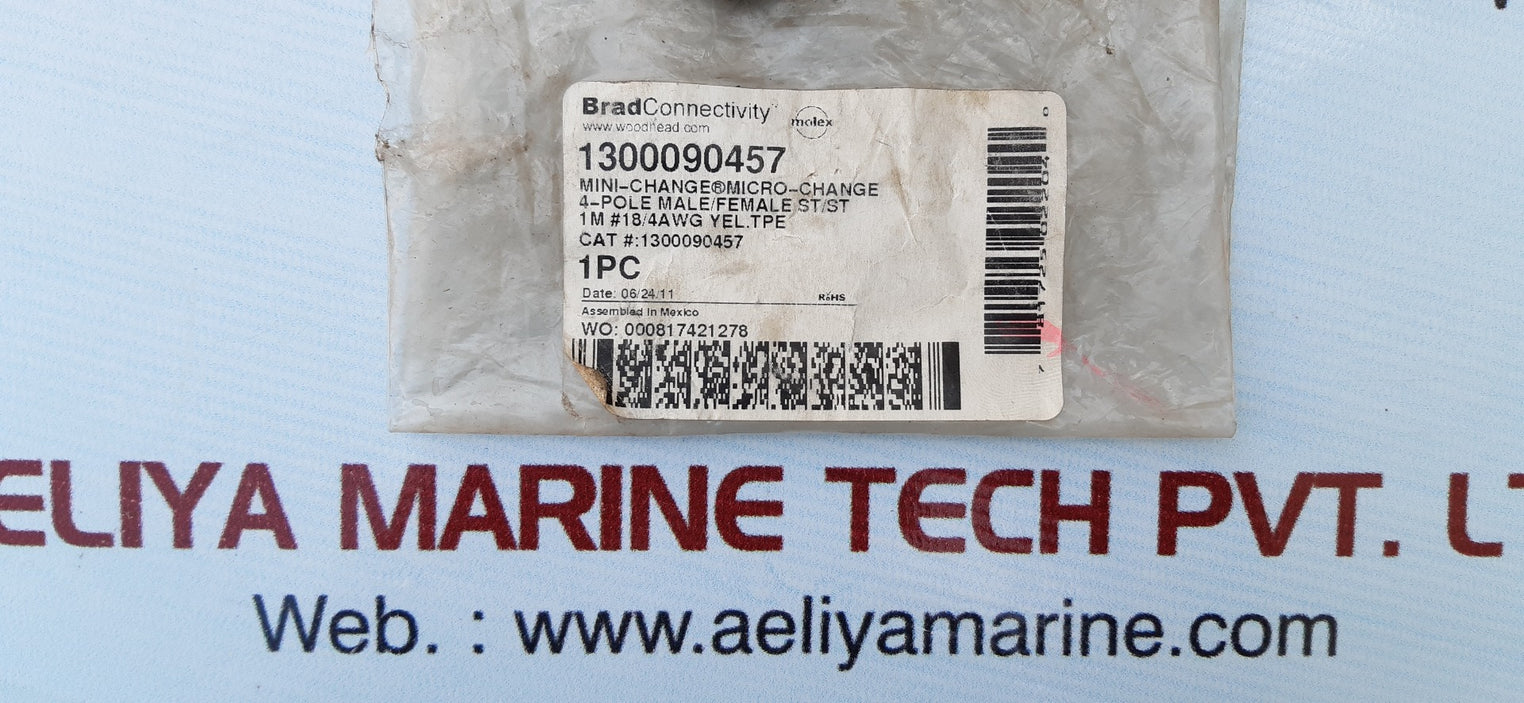 BradConnectivity™ molex
www.woodhead.com
1300090457
MINI-CHANGE®MICRO-CHANGE
4-POLE MALE/FEMALE ST/ST
1M #18/4AWG YEL.TPE
CAT #:1300090457
1PC
Date: 06/24/11 RoHS
Assembled In Mexico
WO: 000817421278
ELIYA MARINE TECH PVT. LT
Web. : www.aeliyamarine.com